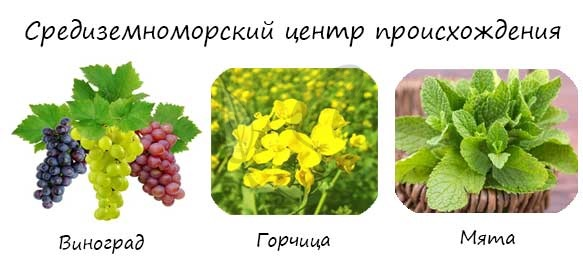 Средиземноморский центр происхождения
Виноград
Горчица
Мята